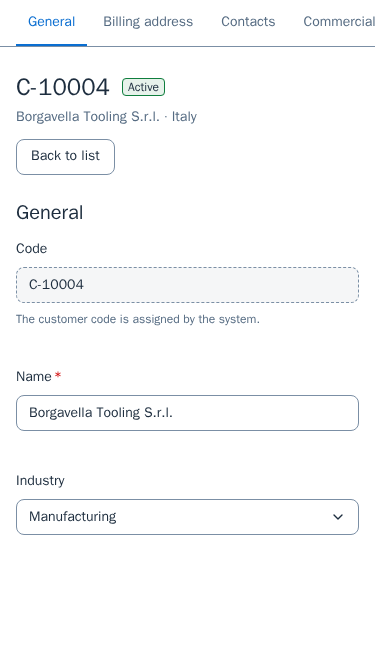 General Billing address Contacts Commercial
C-10004 Active
Borgavella Tooling S.r.l. · Italy
Back to list
General
Code
C-10004
The customer code is assigned by the system.
Name *
Borgavella Tooling S.r.l.
Industry
Manufacturing